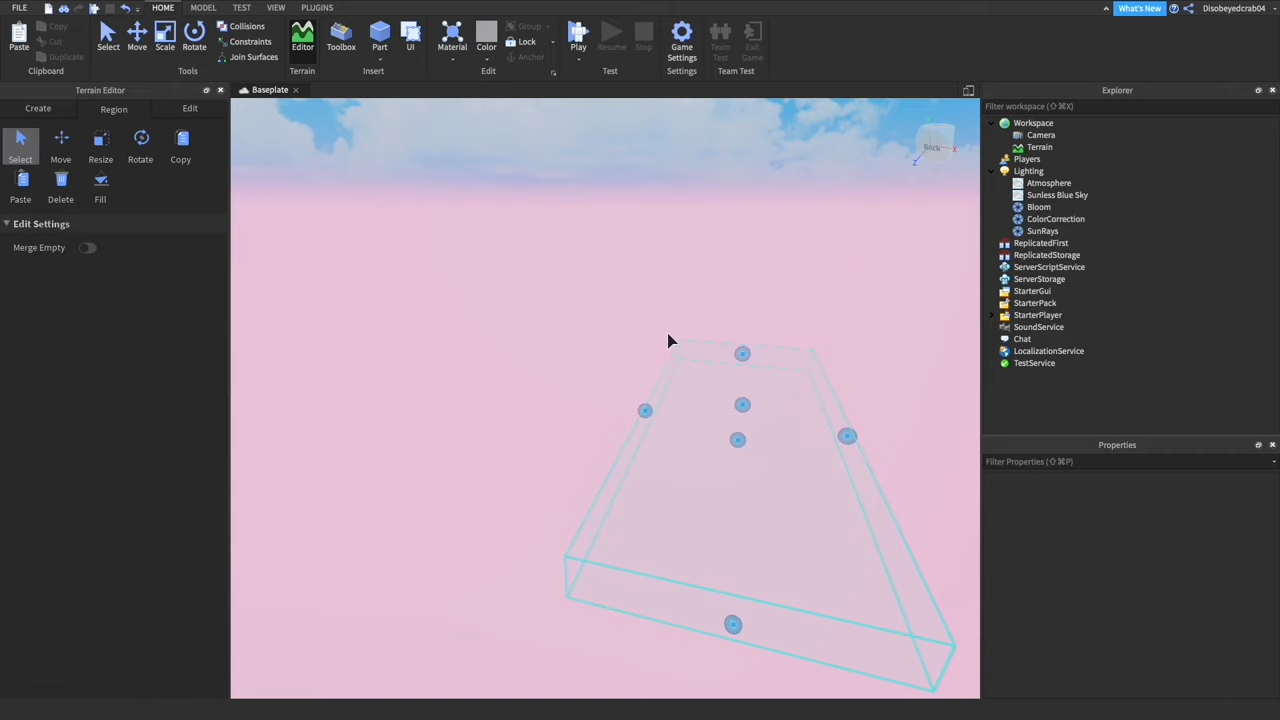 FILE HOME MODEL TEST VIEW PLUGINS What's New Disobeyedcrab04
Paste Copy Cut Duplicate Clipboard
Select Move Scale Rotate Collisions Constraints Join Surfaces Tools
Editor Terrain
Toolbox Part UI Insert
Material Color Group Lock Anchor Edit
Play Resume Stop Test
Game Settings Settings
Team Test Exit Game Team Test
Terrain Editor
Create Region Edit
Select Move Resize Rotate Copy
Paste Delete Fill
Edit Settings
Merge Empty
Baseplate
Back X
Z
Explorer
Filter workspace (⇧⌘X)
Workspace
Camera
Terrain
Players
Lighting
Atmosphere
Sunless Blue Sky
Bloom
ColorCorrection
SunRays
ReplicatedFirst
ReplicatedStorage
ServerScriptService
ServerStorage
StarterGui
StarterPack
StarterPlayer
SoundService
Chat
LocalizationService
TestService
Properties
Filter Properties (⇧⌘P)